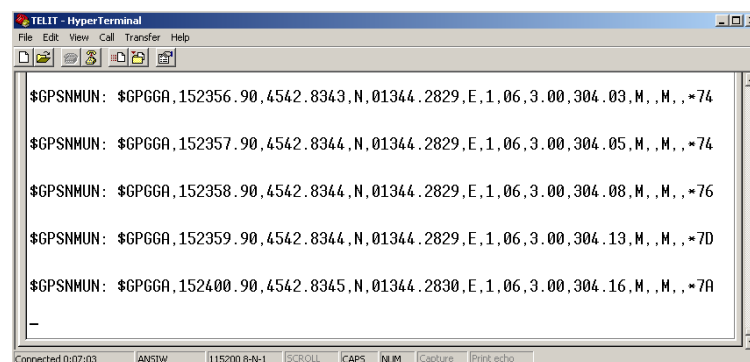 TELIT - HyperTerminal
File Edit View Call Transfer Help
$GPSNMUN: $GPGGA,152356.90,4542.8343,N,01344.2829,E,1,06,3.00,304.03,M,,M,,*74
$GPSNMUN: $GPGGA,152357.90,4542.8344,N,01344.2829,E,1,06,3.00,304.05,M,,M,,*74
$GPSNMUN: $GPGGA,152358.90,4542.8344,N,01344.2829,E,1,06,3.00,304.08,M,,M,,*76
$GPSNMUN: $GPGGA,152359.90,4542.8344,N,01344.2829,E,1,06,3.00,304.13,M,,M,,*7D
$GPSNMUN: $GPGGA,152400.90,4542.8345,N,01344.2830,E,1,06,3.00,304.16,M,,M,,*7A
Connected 0:07:03 ANSIW 115200 8-N-1 SCROLL CAPS NUM Capture Print echo